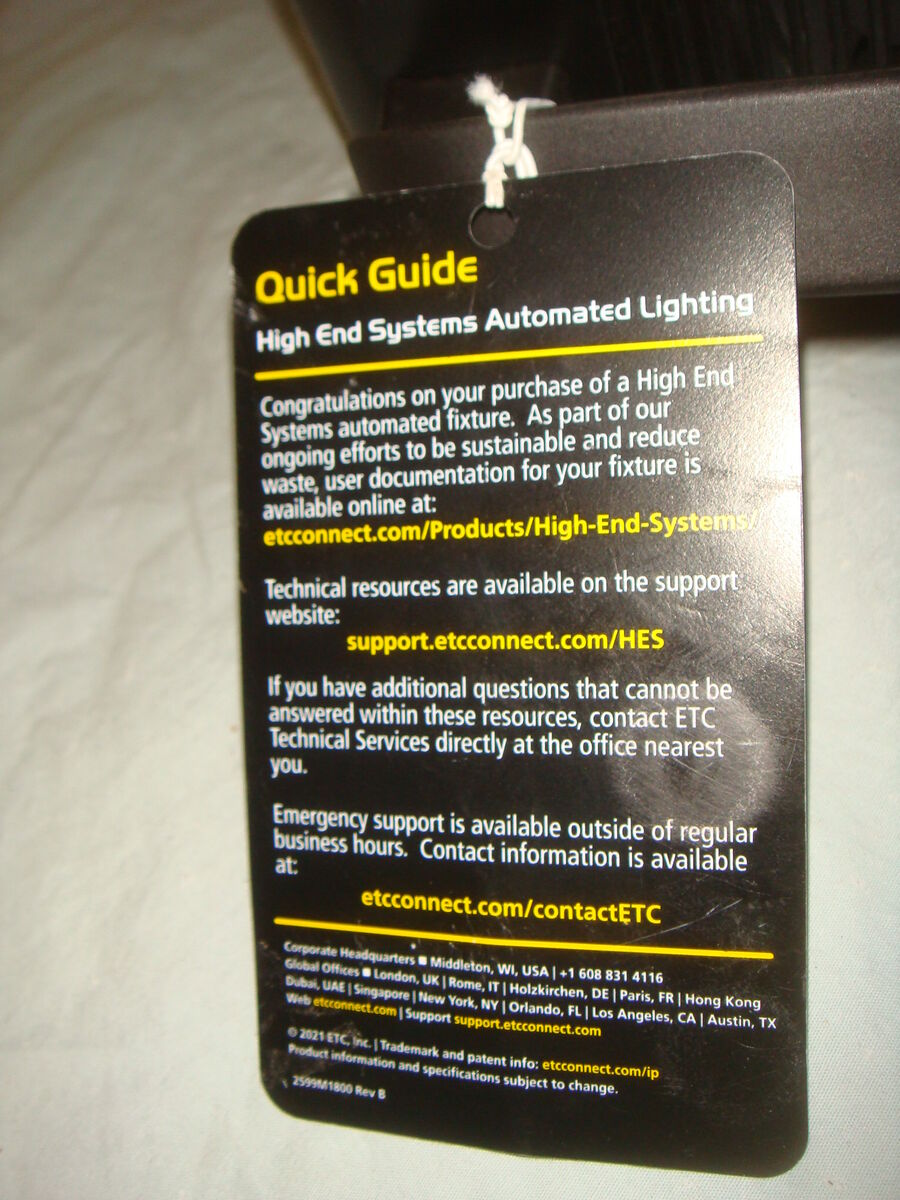 Quick Guide
High End Systems Automated Lighting
Congratulations on your purchase of a High End
Systems automated fixture. As part of our
ongoing efforts to be sustainable and reduce
waste, user documentation for your fixture is
available online at:
etcconnect.com/Products/High-End-Systems/
Technical resources are available on the support
website:
support.etcconnect.com/HES
If you have additional questions that cannot be
answered within these resources, contact ETC
Technical Services directly at the office nearest
you.
Emergency support is available outside of regular
business hours. Contact information is available
at:
etcconnect.com/contactETC
Corporate Headquarters ■ Middleton, WI, USA | +1 608 831 4116
Global Offices ■ London, UK | Rome, IT | Holzkirchen, DE | Paris, FR | Hong Kong
Dubai, UAE | Singapore | New York, NY | Orlando, FL | Los Angeles, CA | Austin, TX
Web etcconnect.com | Support support.etcconnect.com
© 2021 ETC, Inc. | Trademark and patent info: etcconnect.com/ip
Product information and specifications subject to change.
2599M1800 Rev B